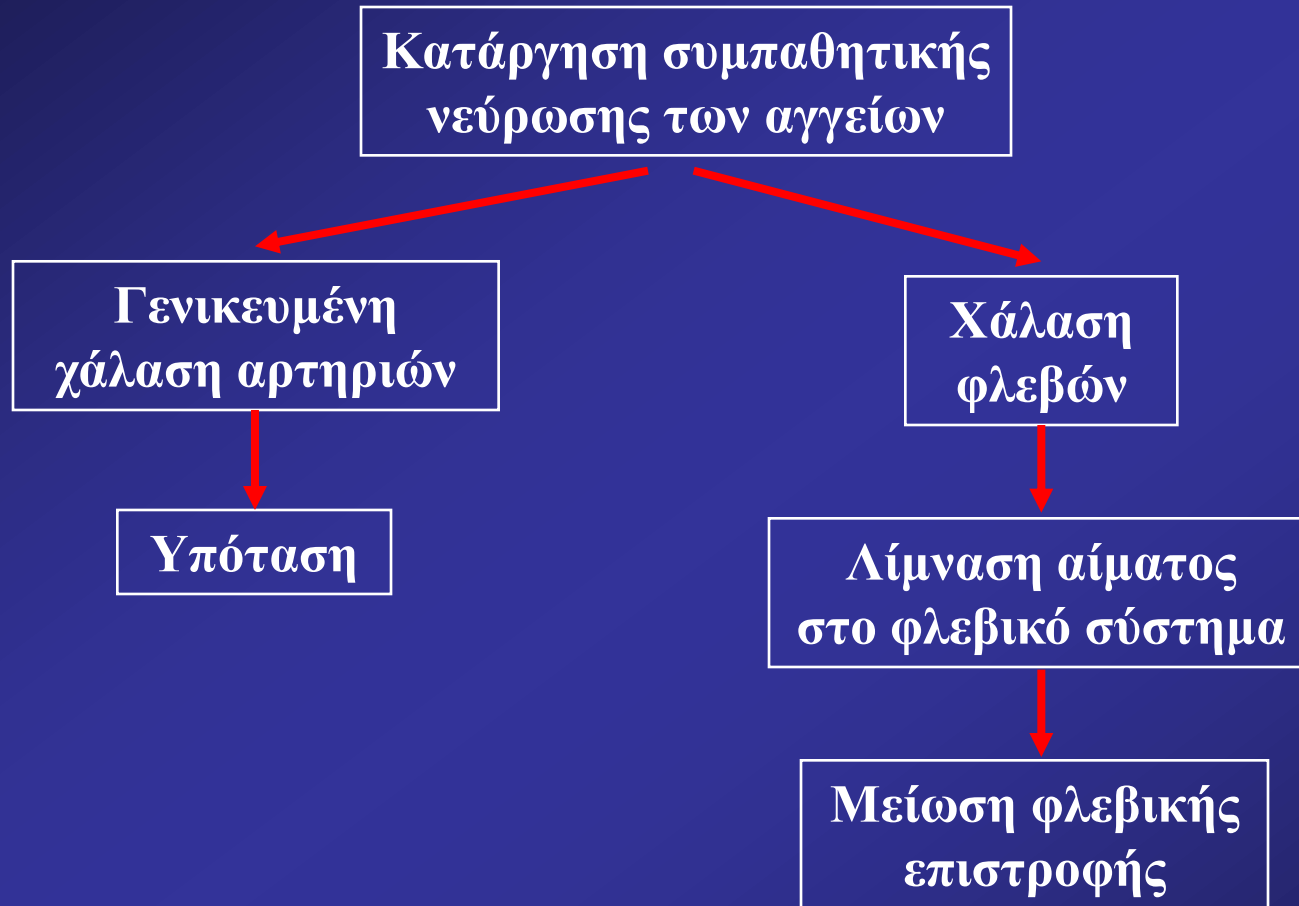 Κατάργηση συμπαθητικής
νεύρωσης των αγγείων
Γενικευμένη
χάλαση αρτηριών
Χάλαση
φλεβών
Υπόταση
Λίμναση αίματος
στο φλεβικό σύστημα
Μείωση φλεβικής
επιστροφής